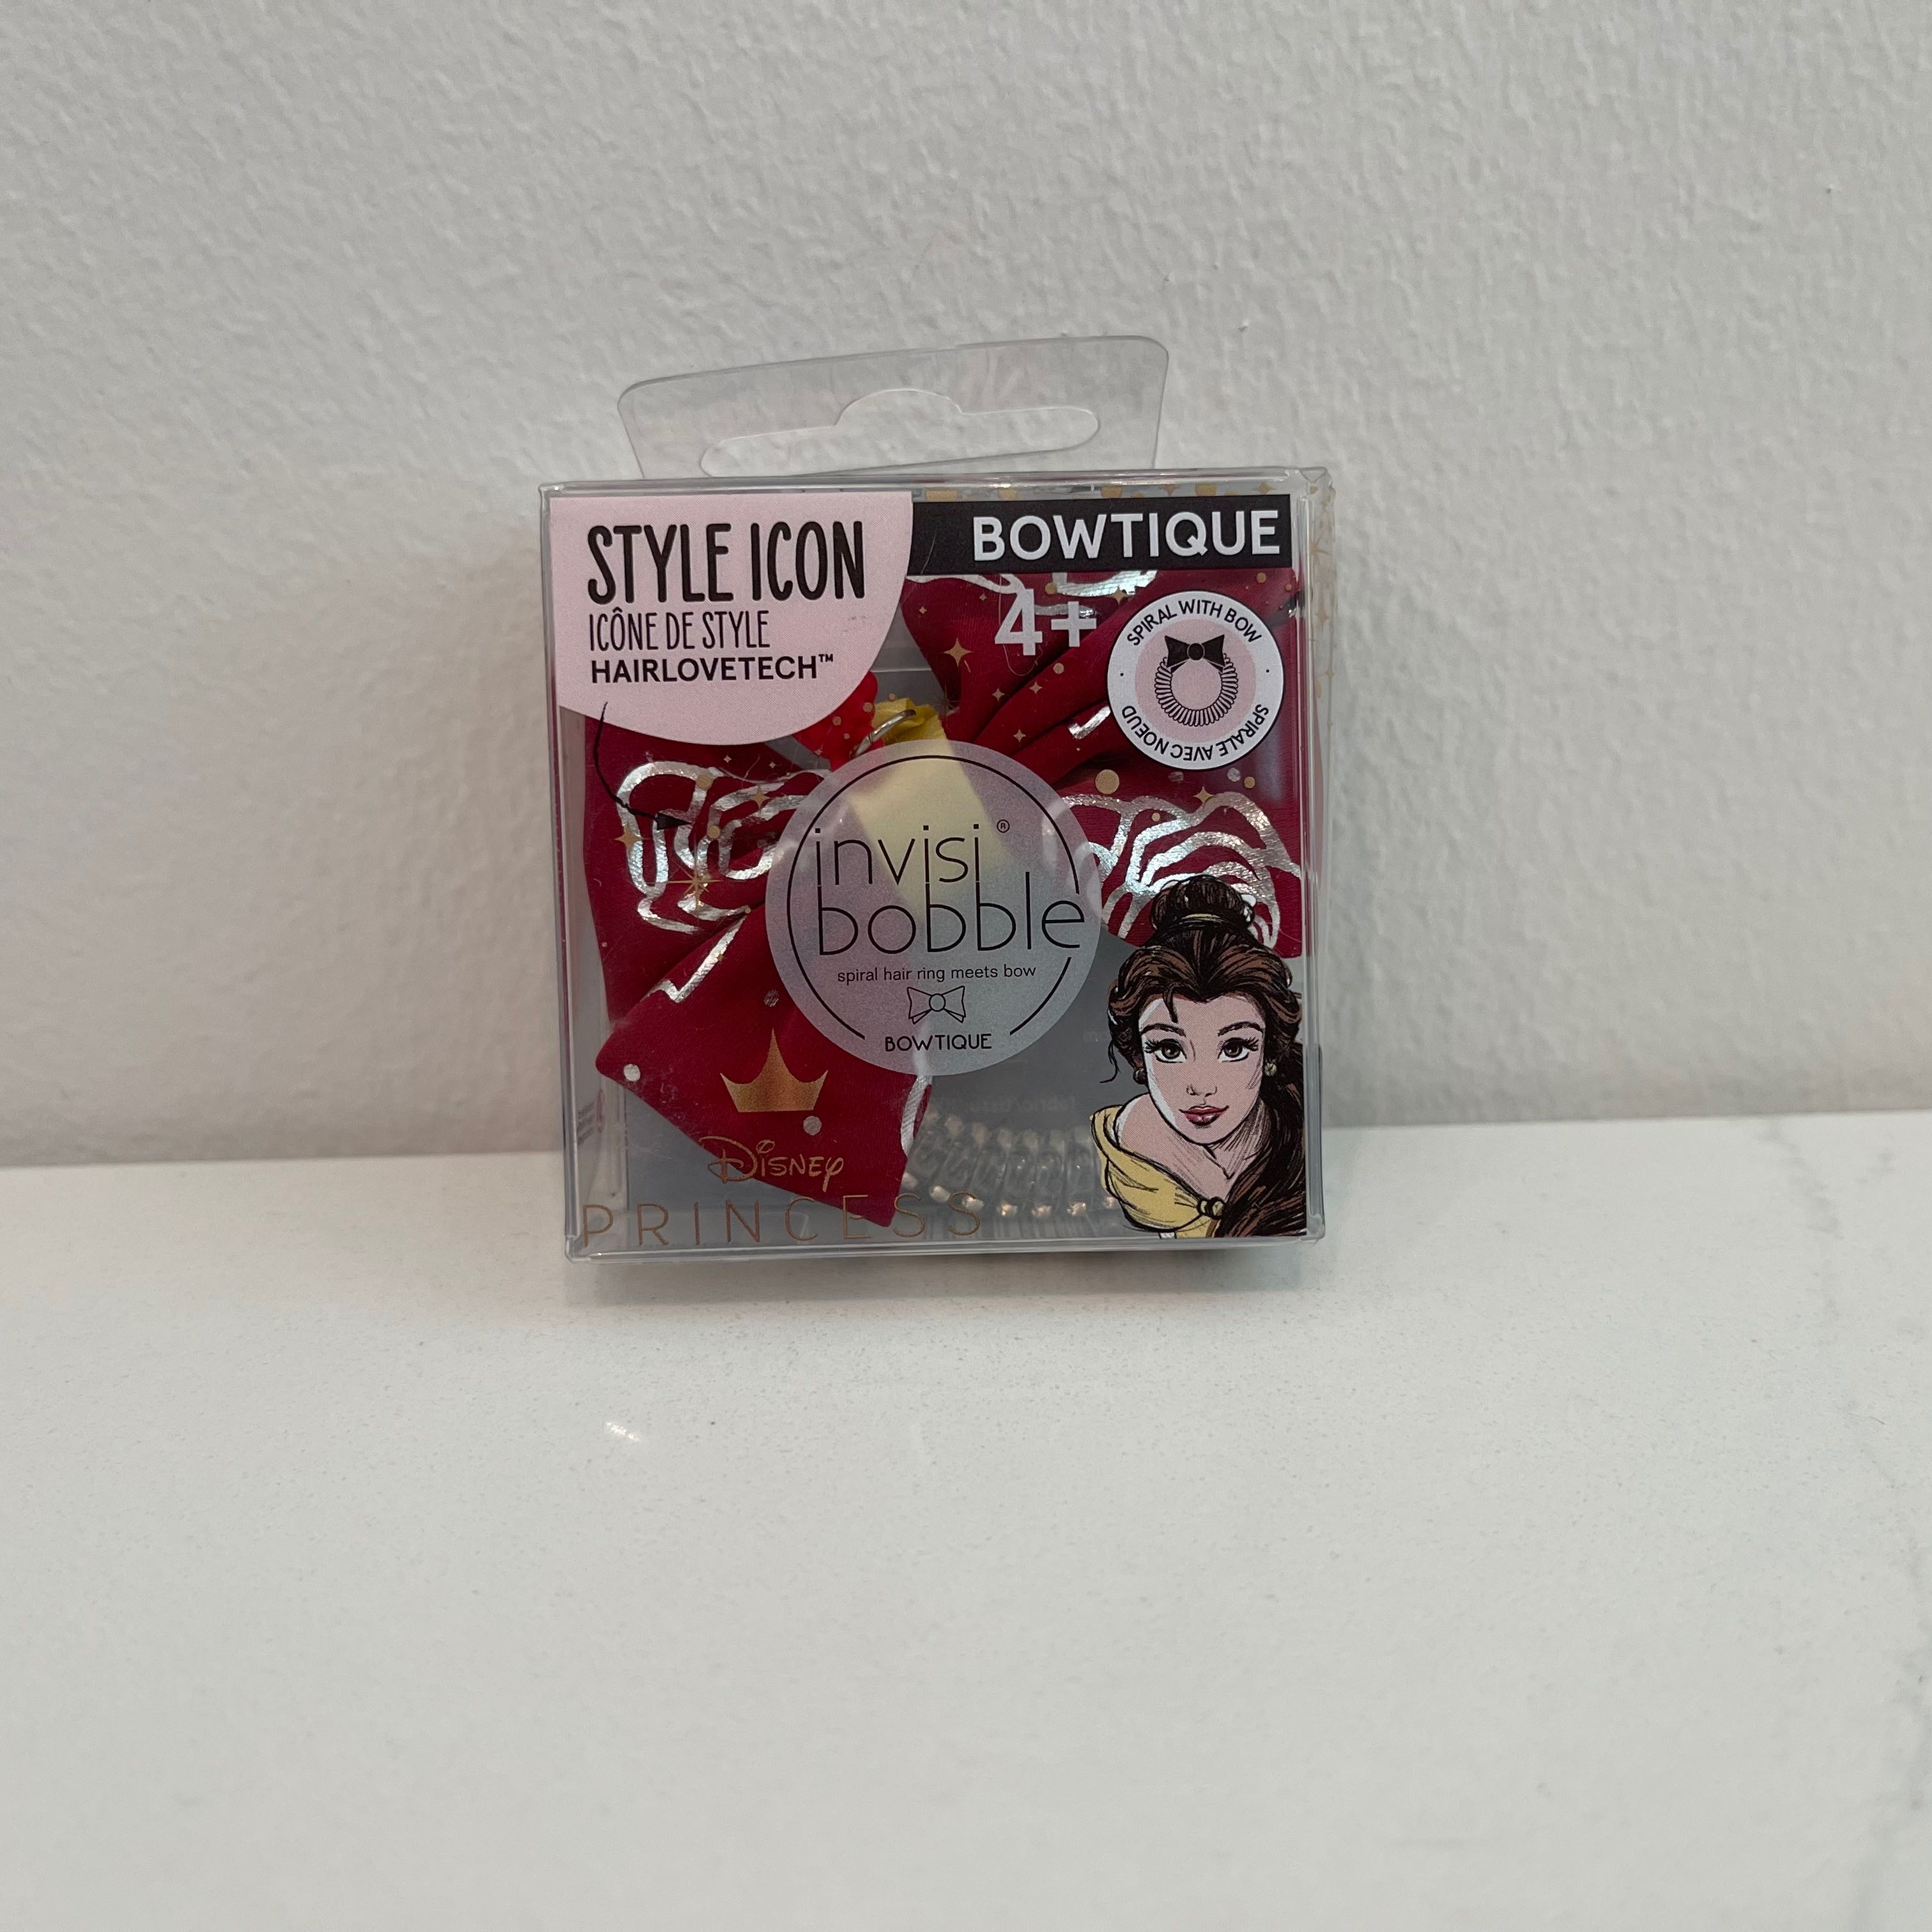 STYLE ICON
ICÔNE DE STYLE
HAIRLOVETECH™
BOWTIQUE
4+
SPIRAL WITH BOW
SPIRALE AVEC NOEUD
invisi®
bobble
spiral hair ring meets bow
BOWTIQUE
Disney
PRINCESS